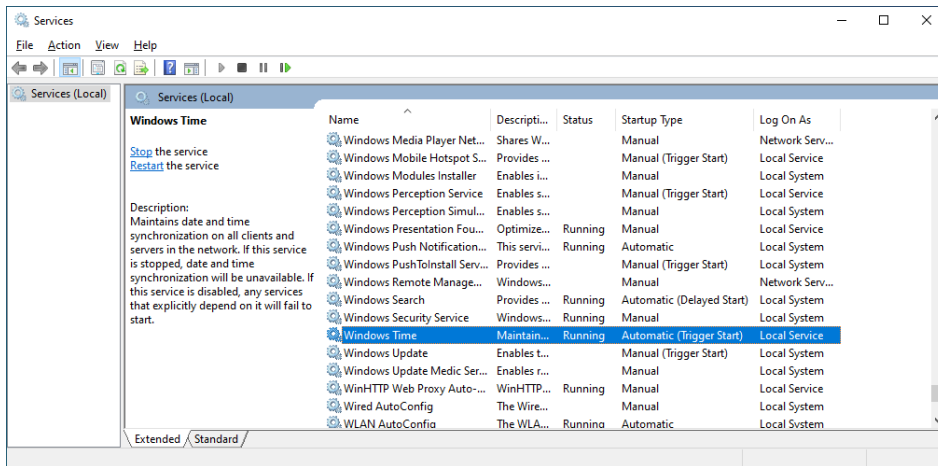 Services
File Action View Help
Services (Local)
Services (Local)
Windows Time
Stop the service
Restart the service
Description:
Maintains date and time
synchronization on all clients and
servers in the network. If this service
is stopped, date and time
synchronization will be unavailable. If
this service is disabled, any services
that explicitly depend on it will fail to
start.
Name Descripti... Status Startup Type Log On As
Windows Media Player Net... Shares W... Manual Network Serv...
Windows Mobile Hotspot S... Provides ... Manual (Trigger Start) Local Service
Windows Modules Installer Enables i... Manual Local System
Windows Perception Service Enables s... Manual (Trigger Start) Local Service
Windows Perception Simul... Enables s... Manual Local System
Windows Presentation Fou... Optimize... Running Manual Local Service
Windows Push Notification... This servi... Running Automatic Local System
Windows PushToInstall Serv... Provides ... Manual (Trigger Start) Local System
Windows Remote Manage... Windows... Manual Network Serv...
Windows Search Provides ... Running Automatic (Delayed Start) Local System
Windows Security Service Windows... Running Manual Local System
Windows Time Maintain... Running Automatic (Trigger Start) Local Service
Windows Update Enables t... Manual (Trigger Start) Local System
Windows Update Medic Ser... Enables r... Manual Local System
WinHTTP Web Proxy Auto-... WinHTTP... Running Manual Local Service
Wired AutoConfig The Wire... Manual Local System
WLAN AutoConfig The WLA... Running Automatic Local System
Extended Standard